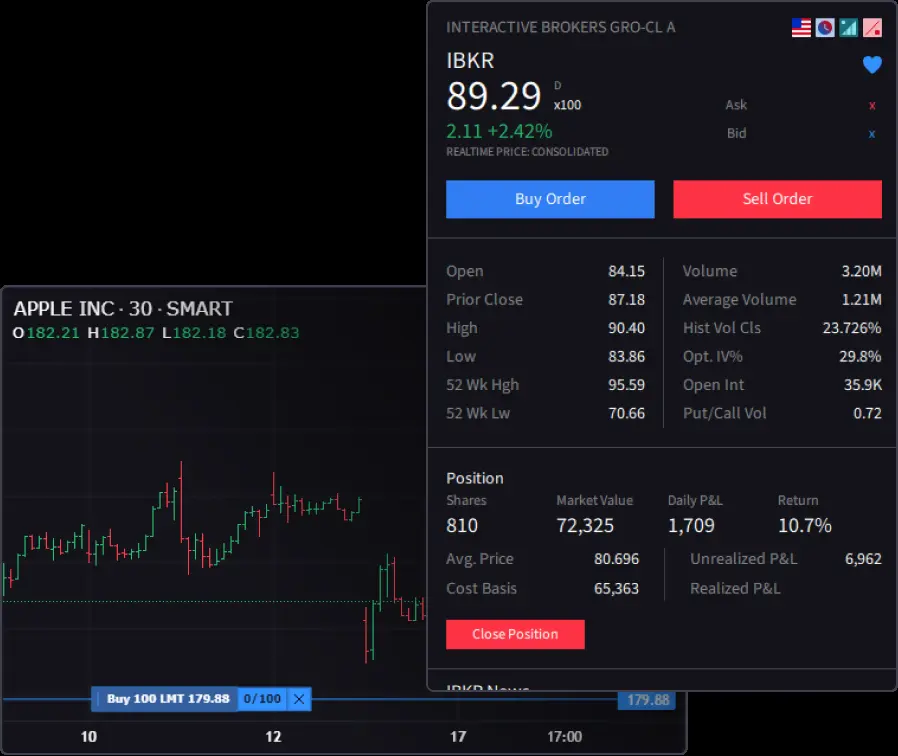 INTERACTIVE BROKERS GRO-CL A
IBKR
89.29 D x100
2.11 +2.42%
REALTIME PRICE: CONSOLIDATED
Ask x
Bid x
Buy Order Sell Order
Open 84.15
Prior Close 87.18
High 90.40
Low 83.86
52 Wk Hgh 95.59
52 Wk Lw 70.66
Volume 3.20M
Average Volume 1.21M
Hist Vol Cls 23.726%
Opt. IV% 29.8%
Open Int 35.9K
Put/Call Vol 0.72
Position
Shares Market Value Daily P&L Return
810 72,325 1,709 10.7%
Avg. Price 80.696 Unrealized P&L 6,962
Cost Basis 65,363 Realized P&L
Close Position
IBKR News
APPLE INC · 30 · SMART
O182.21 H182.87 L182.18 C182.83
Buy 100 LMT 179.88 0/100 X 179.88
10 12 17 17:00